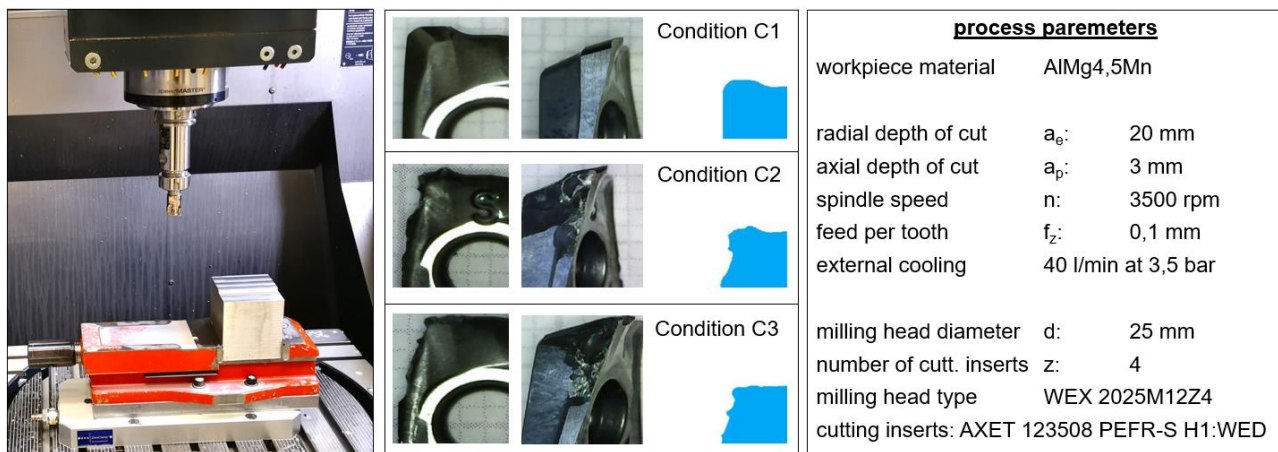 speedMASTER
Condition C1
S
Condition C2
Condition C3
process paremeters
workpiece material AlMg4,5Mn
radial depth of cut aₑ: 20 mm
axial depth of cut aₚ: 3 mm
spindle speed n: 3500 rpm
feed per tooth f_z: 0,1 mm
external cooling 40 l/min at 3,5 bar
milling head diameter d: 25 mm
number of cutt. inserts z: 4
milling head type WEX 2025M12Z4
cutting inserts: AXET 123508 PEFR-S H1:WED